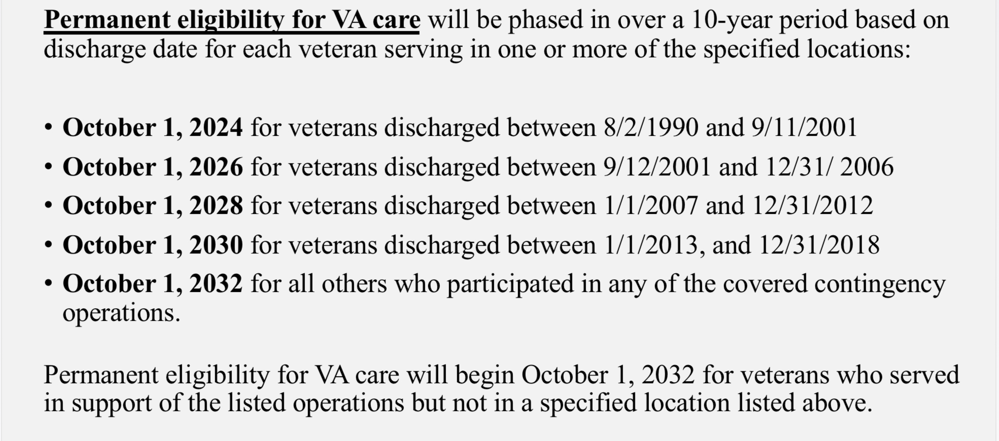 Permanent eligibility for VA care will be phased in over a 10-year period based on
discharge date for each veteran serving in one or more of the specified locations:
• October 1, 2024 for veterans discharged between 8/2/1990 and 9/11/2001
• October 1, 2026 for veterans discharged between 9/12/2001 and 12/31/ 2006
• October 1, 2028 for veterans discharged between 1/1/2007 and 12/31/2012
• October 1, 2030 for veterans discharged between 1/1/2013, and 12/31/2018
• October 1, 2032 for all others who participated in any of the covered contingency
operations.
Permanent eligibility for VA care will begin October 1, 2032 for veterans who served
in support of the listed operations but not in a specified location listed above.